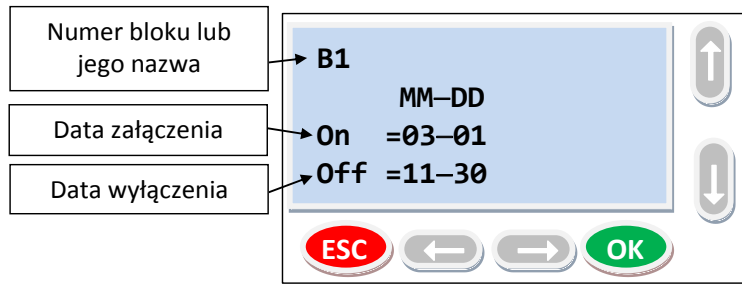 Numer bloku lub
jego nazwa
Data załączenia
Data wyłączenia
B1
MM–DD
On =03–01
Off =11–30
ESC
OK